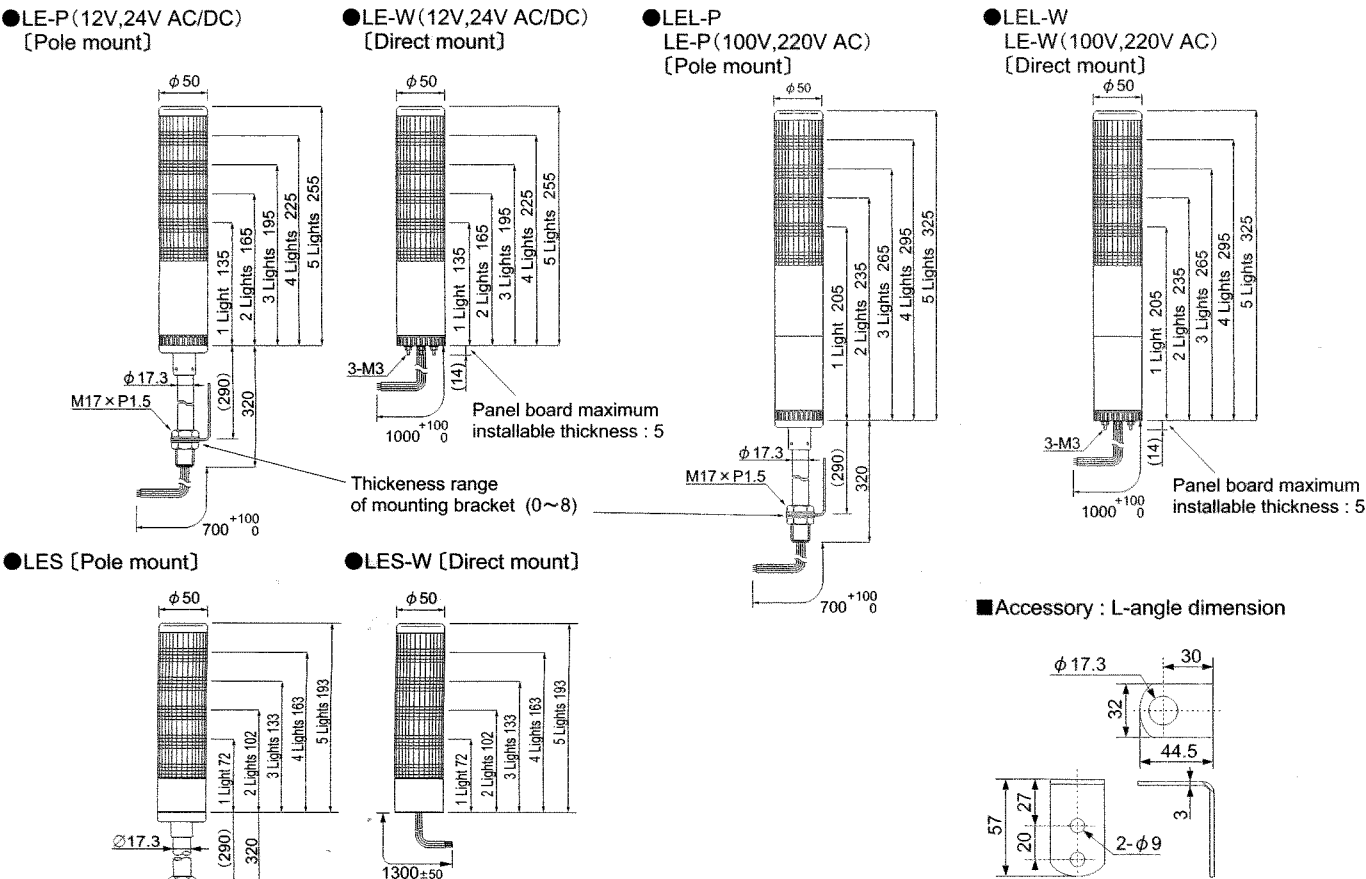 ●LE-P(12V,24V AC/DC)
〔Pole mount〕
φ50
1 Light 135
2 Lights 165
3 Lights 195
4 Lights 225
5 Lights 255
φ17.3
M17×P1.5
(290)
320
700 +100 0
●LE-W(12V,24V AC/DC)
〔Direct mount〕
φ50
1 Light 135
2 Lights 165
3 Lights 195
4 Lights 225
5 Lights 255
3-M3
(14)
1000 +100 0
Panel board maximum
installable thickness : 5
Thickeness range
of mounting bracket (0～8)
●LEL-P
LE-P(100V,220V AC)
〔Pole mount〕
φ50
1 Light 205
2 Lights 235
3 Lights 265
4 Lights 295
5 Lights 325
φ17.3
M17×P1.5
(290)
320
700 +100 0
●LEL-W
LE-W(100V,220V AC)
〔Direct mount〕
φ50
1 Light 205
2 Lights 235
3 Lights 265
4 Lights 295
5 Lights 325
3-M3
(14)
1000 +100 0
Panel board maximum
installable thickness : 5
●LES〔Pole mount〕
φ50
1 Light 72
2 Lights 102
3 Lights 133
4 Lights 163
5 Lights 193
∅17.3
(290)
320
●LES-W〔Direct mount〕
φ50
1 Light 72
2 Lights 102
3 Lights 133
4 Lights 163
5 Lights 193
1300±50
■Accessory : L-angle dimension
φ17.3
30
32
44.5
57
27
20
2-φ9
3